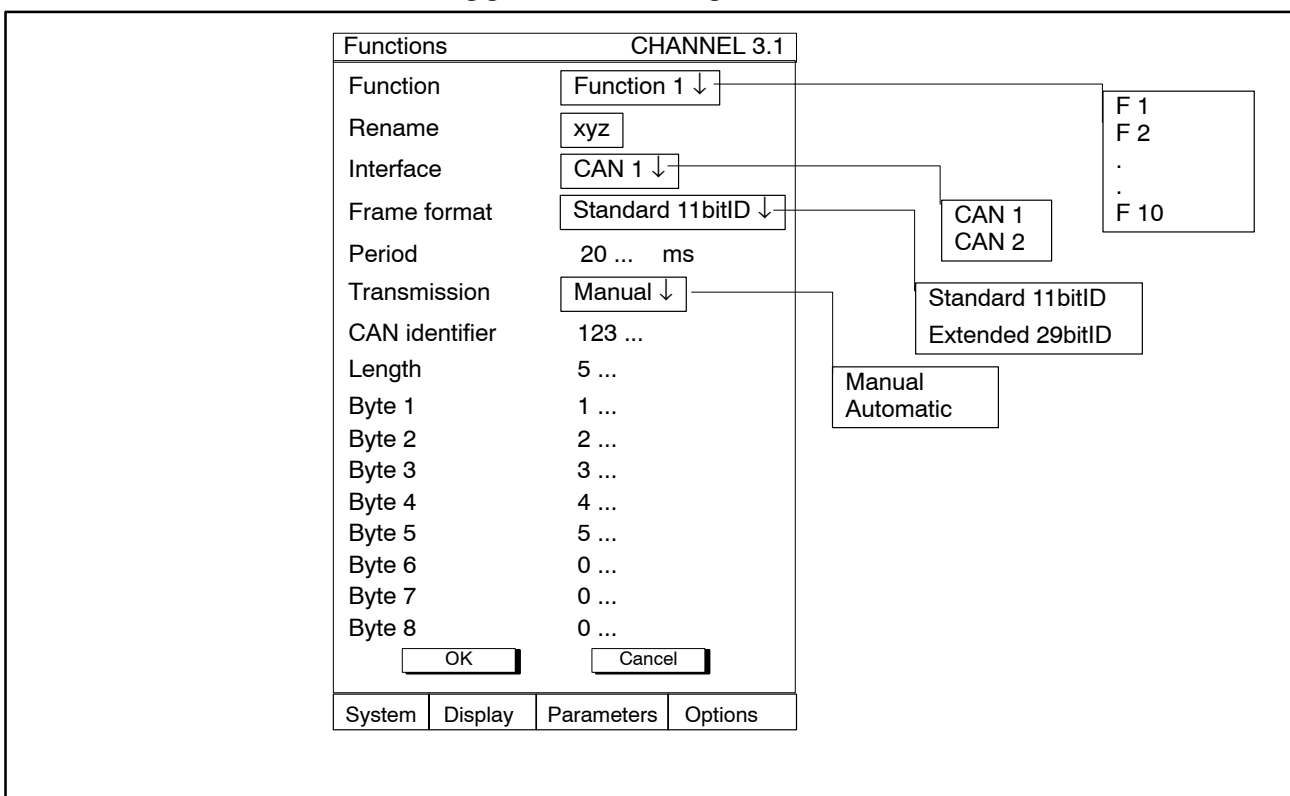 Functions CHANNEL 3.1
Function Function 1 ↓
Rename xyz
Interface CAN 1 ↓
Frame format Standard 11bitID ↓
Period 20 ... ms
Transmission Manual ↓
CAN identifier 123 ...
Length 5 ...
Byte 1 1 ...
Byte 2 2 ...
Byte 3 3 ...
Byte 4 4 ...
Byte 5 5 ...
Byte 6 0 ...
Byte 7 0 ...
Byte 8 0 ...
OK Cancel
System Display Parameters Options
F 1
F 2
.
.
F 10
CAN 1
CAN 2
Standard 11bitID
Extended 29bitID
Manual
Automatic